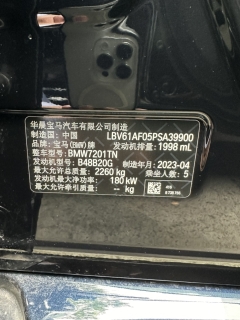 华晨宝马汽车有限公司制造
制造国：中国 LBV61AF05PSA39900
品牌：宝马(BMW)牌 发动机排量：1998 mL
整车型号：BMW7201TN
发动机型号：B48B20G 制造年月：2023-04
最大允许总质量：2260 kg 乘坐人数：5
发动机最大净功率：180 kW
最大允许牵引质量：-- kg